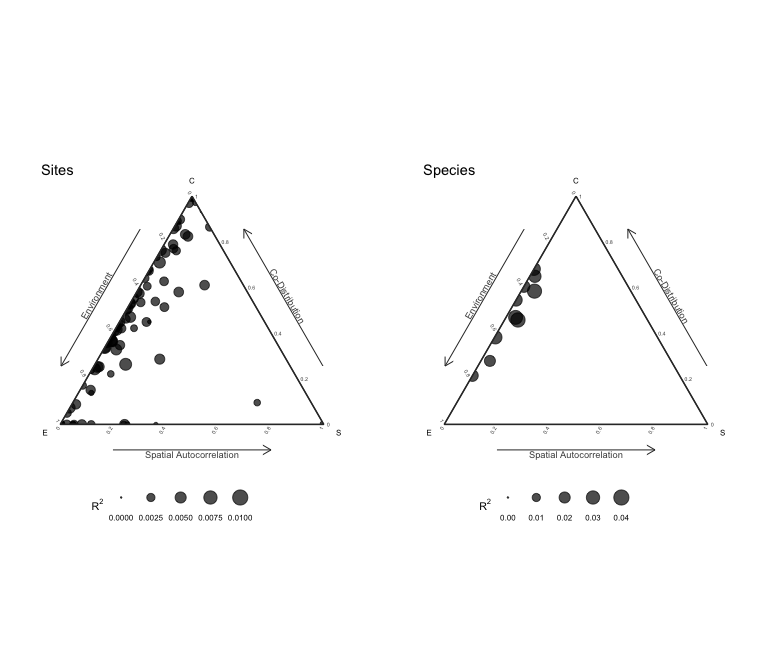 Sites
Species
C
C
Environment
Co-Distribution
Environment
Co-Distribution
0.8
0.6
0.4
0.2
0
0.8
0.6
0.4
0.2
0
E
S
E
S
Spatial Autocorrelation
Spatial Autocorrelation
R²
0.0000 0.0025 0.0050 0.0075 0.0100
R²
0.00 0.01 0.02 0.03 0.04